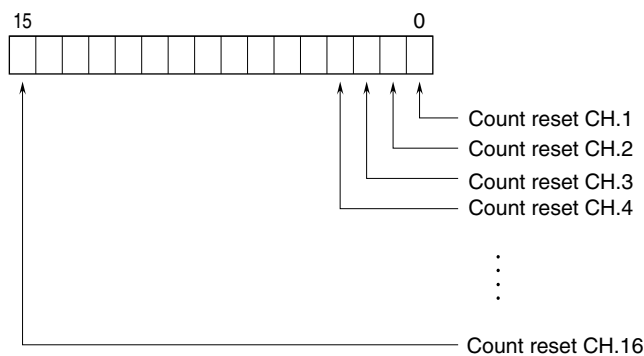 15 0
Count reset CH.1
Count reset CH.2
Count reset CH.3
Count reset CH.4
Count reset CH.16